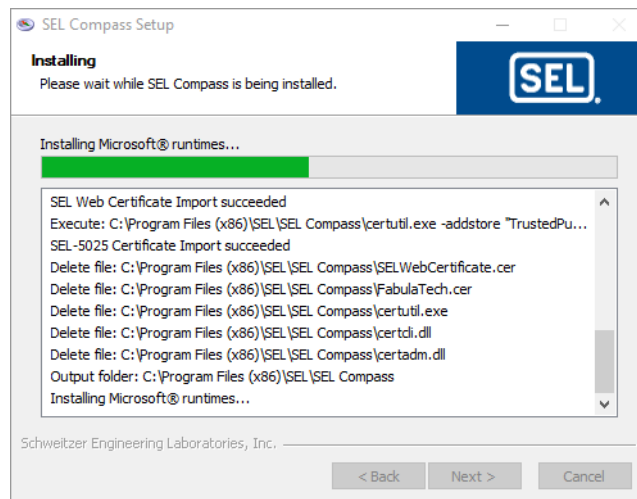 SEL Compass Setup
Installing
Please wait while SEL Compass is being installed.
SEL
Installing Microsoft® runtimes...
SEL Web Certificate Import succeeded
Execute: C:\Program Files (x86)\SEL\SEL Compass\certutil.exe -addstore "TrustedPu...
SEL-5025 Certificate Import succeeded
Delete file: C:\Program Files (x86)\SEL\SEL Compass\SELWebCertificate.cer
Delete file: C:\Program Files (x86)\SEL\SEL Compass\FabulaTech.cer
Delete file: C:\Program Files (x86)\SEL\SEL Compass\certutil.exe
Delete file: C:\Program Files (x86)\SEL\SEL Compass\certcli.dll
Delete file: C:\Program Files (x86)\SEL\SEL Compass\certadm.dll
Output folder: C:\Program Files (x86)\SEL\SEL Compass
Installing Microsoft® runtimes...
Schweitzer Engineering Laboratories, Inc.
< Back Next > Cancel